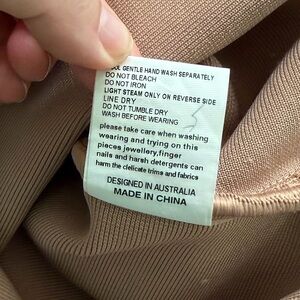 GENTLE HAND WASH SEPARATELY
DO NOT BLEACH
DO NOT IRON
LIGHT STEAM ONLY ON REVERSE SIDE
LINE DRY
DO NOT TUMBLE DRY
WASH BEFORE WEARING
please take care when washing
wearing and trying on this
pieces jewellery,finger
nails and harsh detergents can
harm the clelicate trims and fabrics
DESIGNED IN AUSTRALIA
MADE IN CHINA